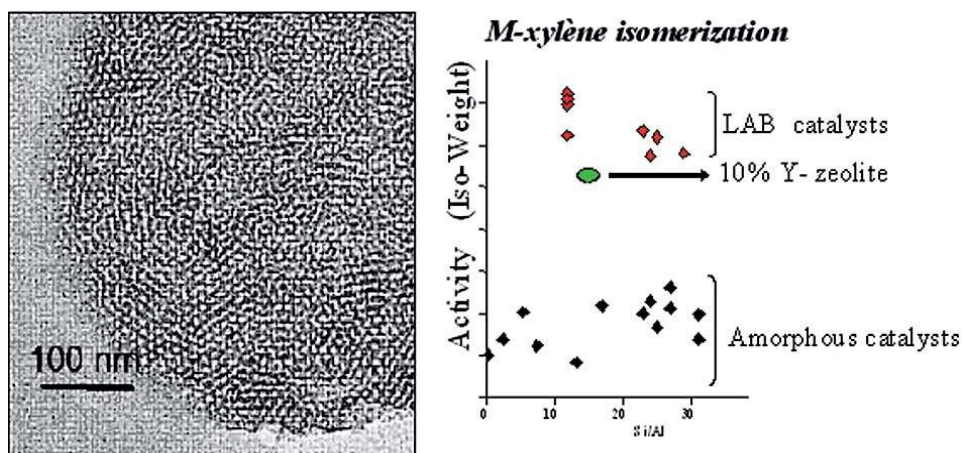 100 nm
M-xylène isomerization
Activity (Iso-Weight)
LAB catalysts
10% Y- zeolite
Amorphous catalysts
0 10 20 30
Si/Al